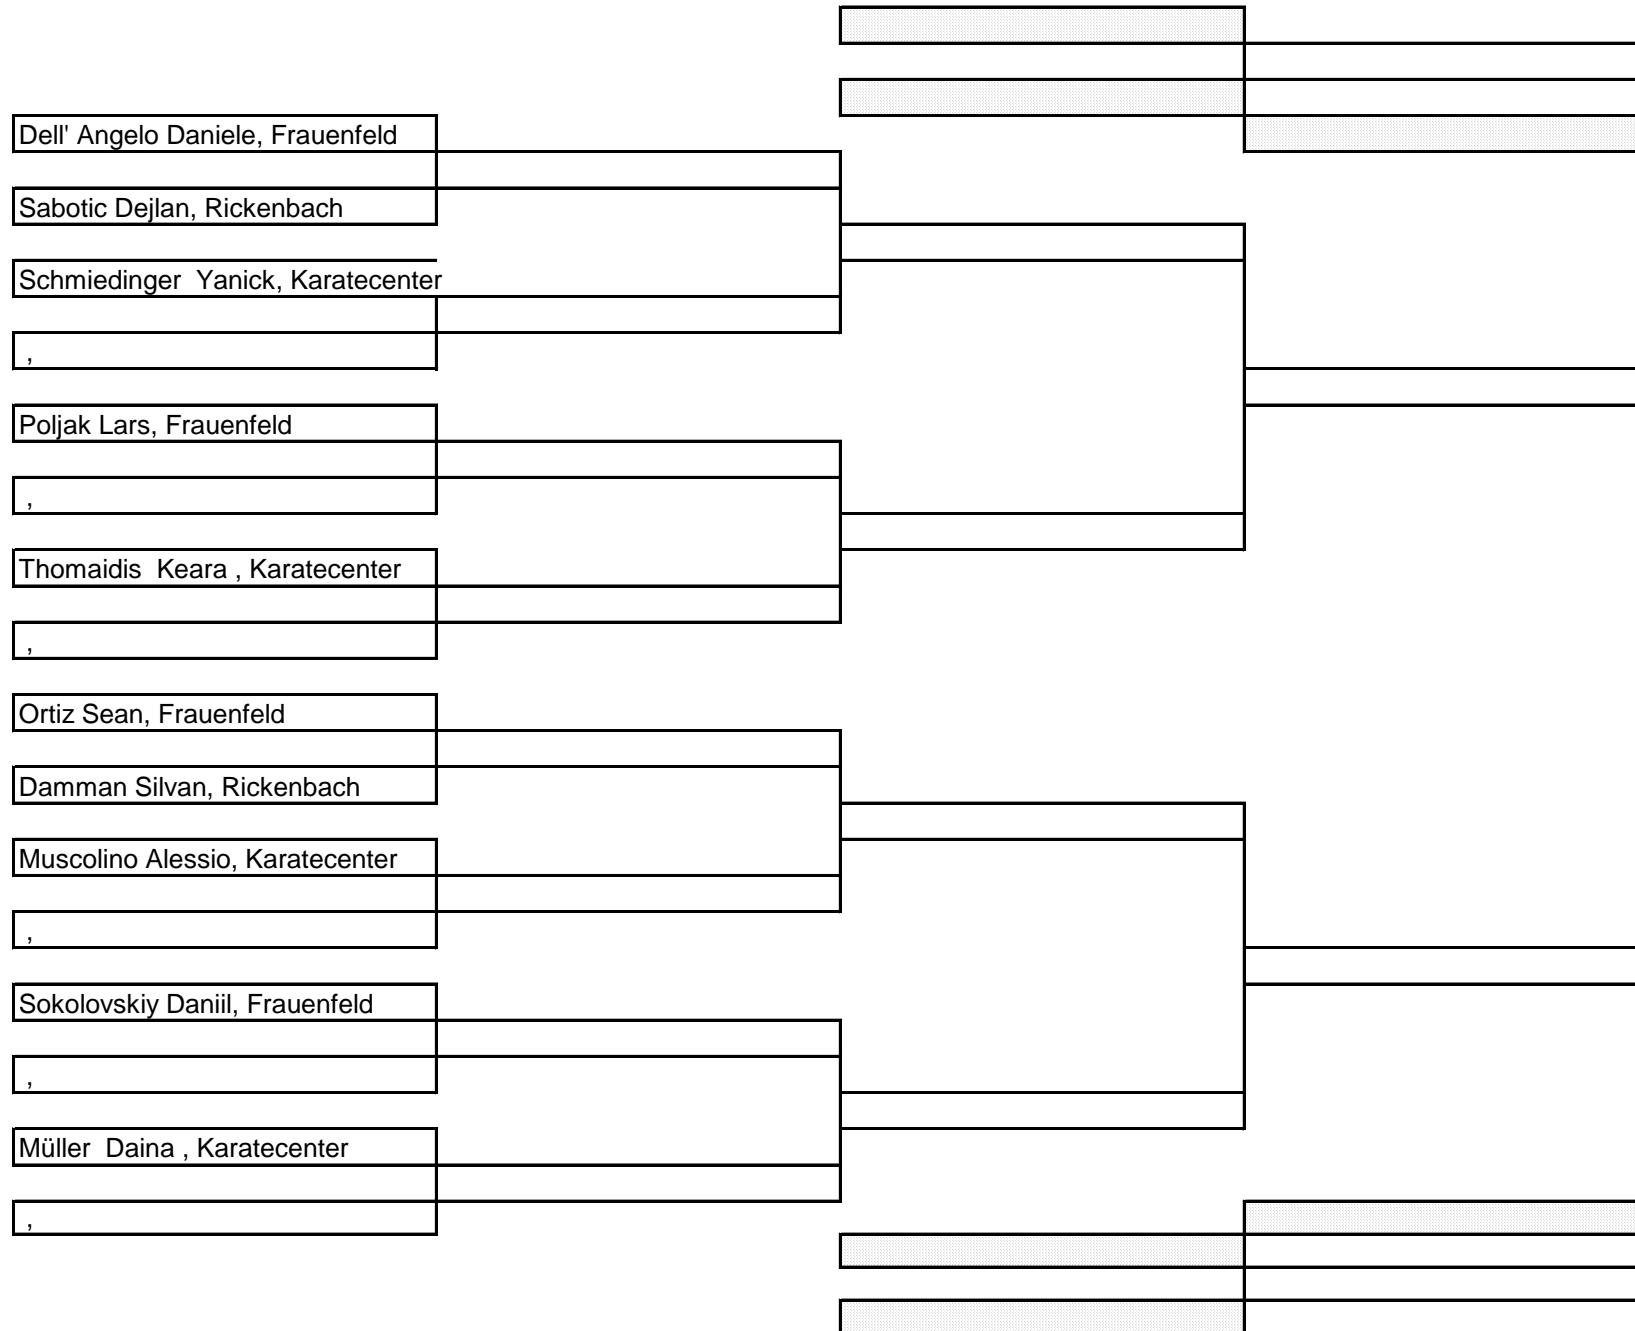 Dell' Angelo Daniele, Frauenfeld
Sabotic Dejlan, Rickenbach
Schmiedinger  Yanick, Karatecenter
,
Poljak Lars, Frauenfeld
,
Thomaidis  Keara , Karatecenter
,
Ortiz Sean, Frauenfeld
Damman Silvan, Rickenbach
Muscolino Alessio, Karatecenter
,
Sokolovskiy Daniil, Frauenfeld
,
Müller  Daina , Karatecenter
,